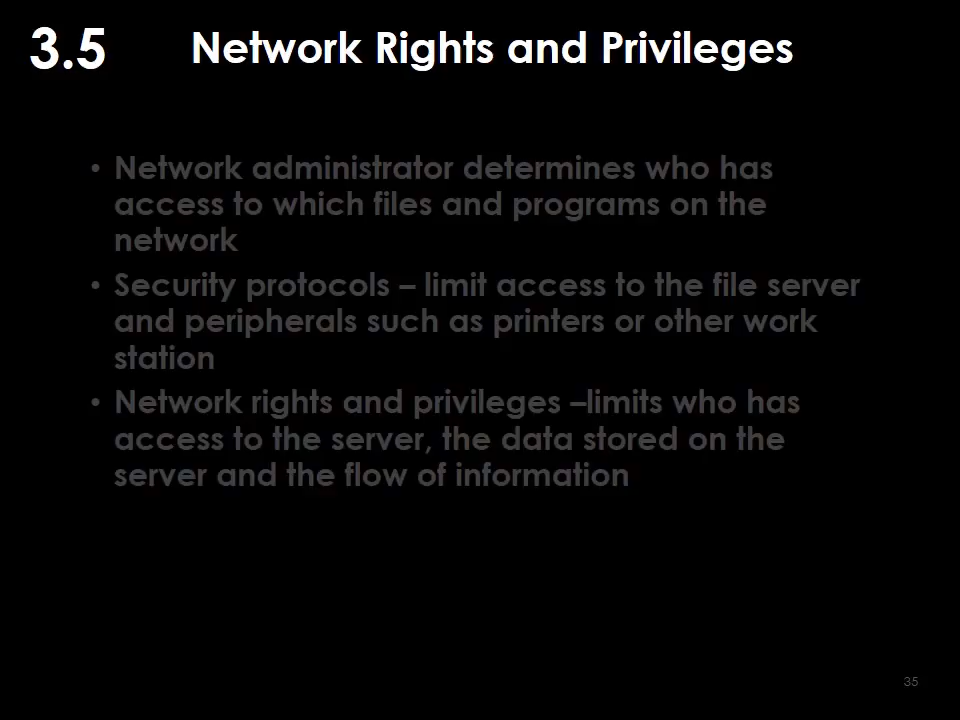 3.5 Network Rights and Privileges
• Network administrator determines who has
access to which files and programs on the
network
• Security protocols – limit access to the file server
and peripherals such as printers or other work
station
• Network rights and privileges –limits who has
access to the server, the data stored on the
server and the flow of information
35